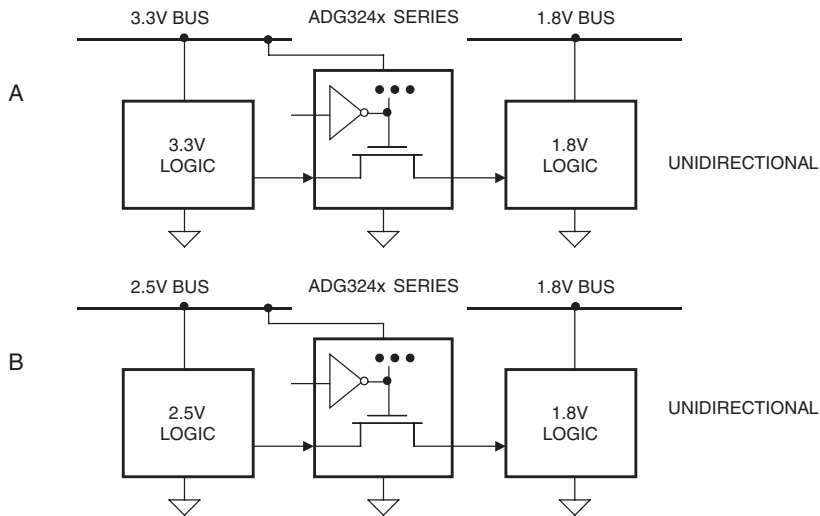 3.3V BUS
ADG324x SERIES
1.8V BUS
A
3.3V
LOGIC
1.8V
LOGIC
UNIDIRECTIONAL
2.5V BUS
ADG324x SERIES
1.8V BUS
B
2.5V
LOGIC
1.8V
LOGIC
UNIDIRECTIONAL